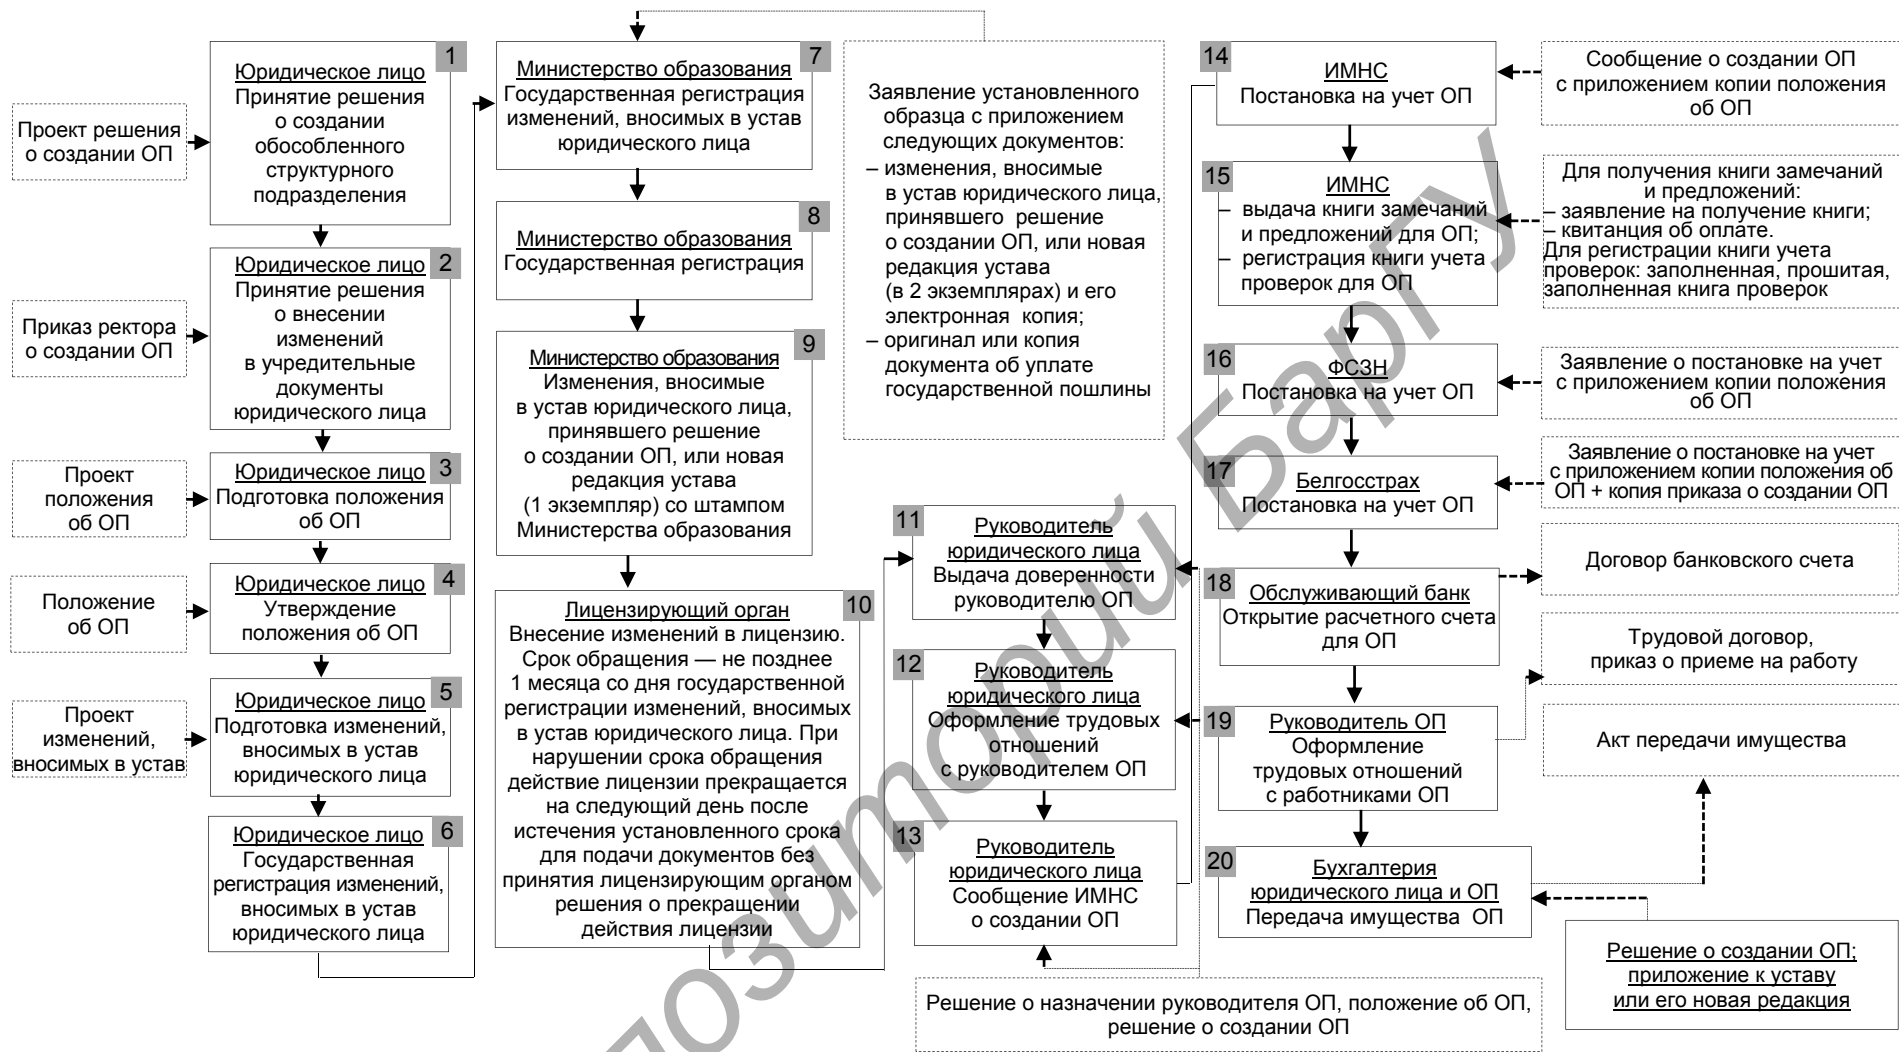 Проект решения
о создании ОП
Приказ ректора
о создании ОП
Проект
положения
об ОП
Положение
об ОП
Проект
изменений,
вносимых в устав
1
Юридическое лицо
Принятие решения
о создании
обособленного
структурного
подразделения
2
Юридическое лицо
Принятие решения
о внесении
изменений
в учредительные
документы
юридического лица
3
Юридическое лицо
Подготовка положения
об ОП
4
Юридическое лицо
Утверждение
положения об ОП
5
Юридическое лицо
Подготовка изменений,
вносимых в устав
юридического лица
6
Юридическое лицо
Государственная
регистрация изменений,
вносимых в устав
юридического лица
7
Министерство образования
Государственная регистрация
изменений, вносимых в устав
юридического лица
8
Министерство образования
Государственная регистрация
9
Министерство образования
Изменения, вносимые
в устав юридического лица,
принявшего решение
о создании ОП, или новая
редакция устава
(1 экземпляр) со штампом
Министерства образования
10
Лицензирующий орган
Внесение изменений в лицензию.
Срок обращения — не позднее
1 месяца со дня государственной
регистрации изменений, вносимых
в устав юридического лица. При
нарушении срока обращения
действие лицензии прекращается
на следующий день после
истечения установленного срока
для подачи документов без
принятия лицензирующим органом
решения о прекращении
действия лицензии
Заявление установленного
образца с приложением
следующих документов:
– изменения, вносимые
в устав юридического лица,
принявшего решение
о создании ОП, или новая
редакция устава
(в 2 экземплярах) и его
электронная копия;
– оригинал или копия
документа об уплате
государственной пошлины
11
Руководитель
юридического лица
Выдача доверенности
руководителю ОП
12
Руководитель
юридического лица
Оформление трудовых
отношений
с руководителем ОП
13
Руководитель
юридического лица
Сообщение ИМНС
о создании ОП
Решение о назначении руководителя ОП, положение об ОП,
решение о создании ОП
14
ИМНС
Постановка на учет ОП
15
ИМНС
– выдача книги замечаний
и предложений для ОП;
– регистрация книги учета
проверок для ОП
16
ФСЗН
Постановка на учет ОП
17
Белгосстрах
Постановка на учет ОП
18
Обслуживающий банк
Открытие расчетного счета
для ОП
19
Руководитель ОП
Оформление
трудовых отношений
с работниками ОП
20
Бухгалтерия
юридического лица и ОП
Передача имущества ОП
Сообщение о создании ОП
с приложением копии положения
об ОП
Для получения книги замечаний
и предложений:
– заявление на получение книги;
– квитанция об оплате.
Для регистрации книги учета
проверок: заполненная, прошитая,
заполненная книга проверок
Заявление о постановке на учет
с приложением копии положения
об ОП
Заявление о постановке на учет
с приложением копии положения об
ОП + копия приказа о создании ОП
Договор банковского счета
Трудовой договор,
приказ о приеме на работу
Акт передачи имущества
Решение о создании ОП;
приложение к уставу
или его новая редакция
позиторий БарГУ